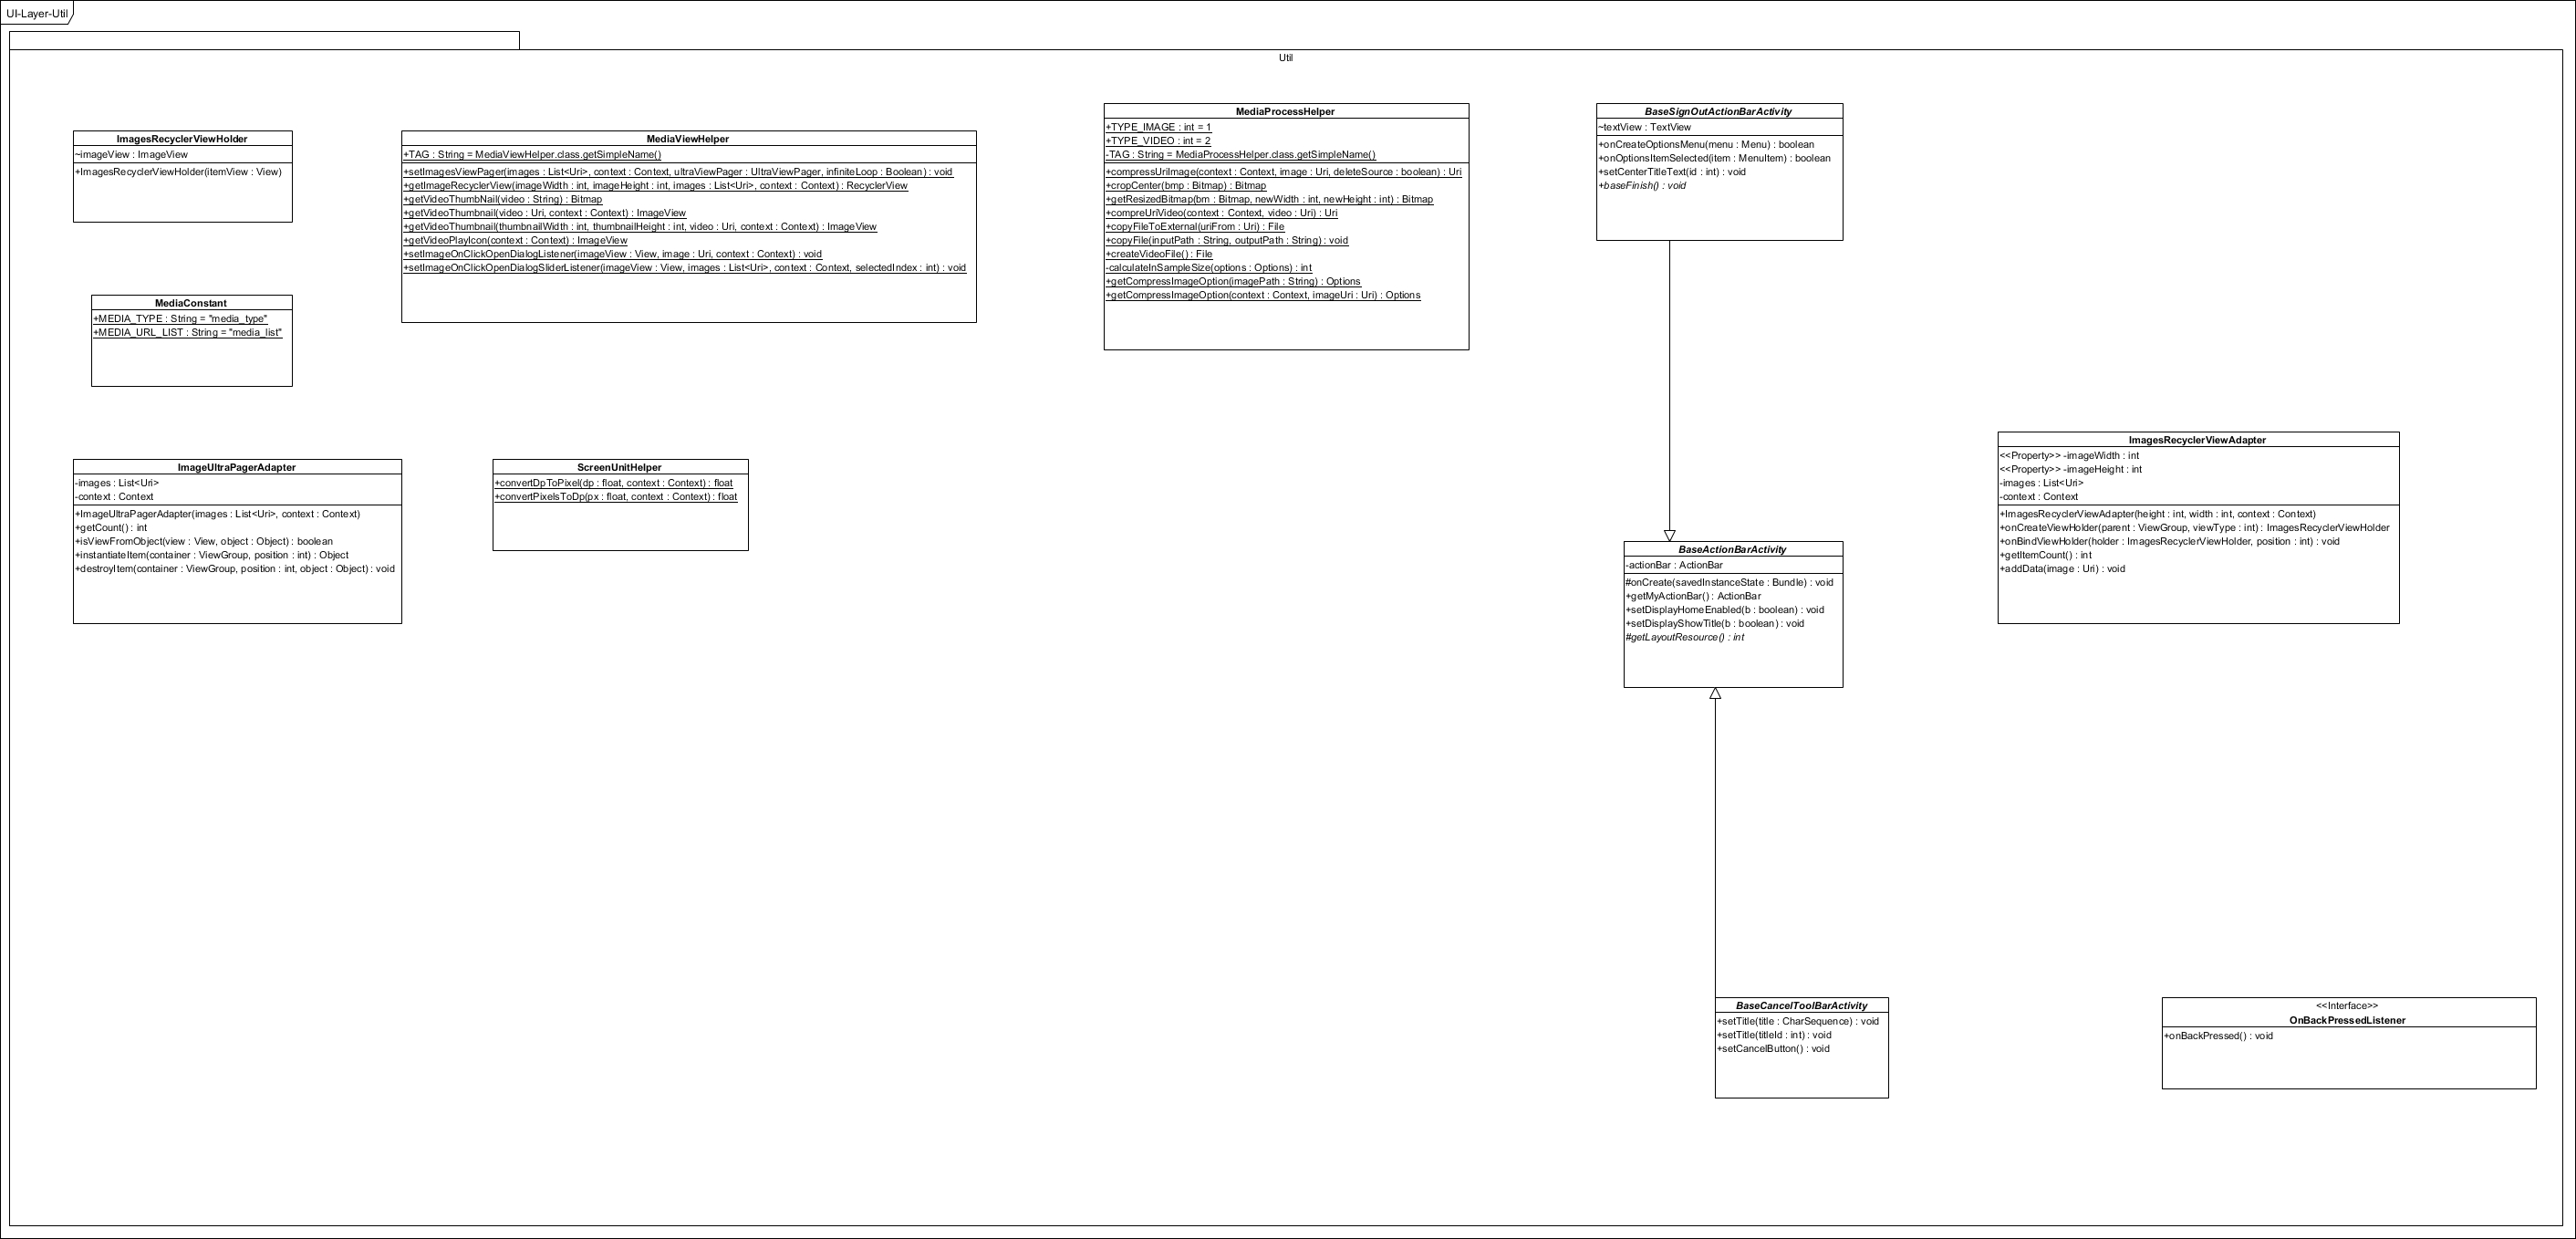 UI-Layer-Util
Util
ImagesRecyclerViewHolder
~imageView : ImageView
+ImagesRecyclerViewHolder(itemView : View)
MediaViewHelper
+TAG : String = MediaViewHelper.class.getSimpleName()
+setImagesViewPager(images : List<Uri>, context : Context, ultraViewPager : UltraViewPager, infiniteLoop : Boolean) : void
+getImageRecyclerView(imageWidth : int, imageHeight : int, images : List<Uri>, context : Context) : RecyclerView
+getVideoThumbNail(video : String) : Bitmap
+getVideoThumbnail(video : Uri, context : Context) : ImageView
+getVideoThumbnail(thumbnailWidth : int, thumbnailHeight : int, video : Uri, context : Context) : ImageView
+getVideoPlayIcon(context : Context) : ImageView
+setImageOnClickOpenDialogListener(imageView : View, image : Uri, context : Context) : void
+setImageOnClickOpenDialogSliderListener(imageView : View, images : List<Uri>, context : Context, selectedIndex : int) : void
MediaProcessHelper
+TYPE_IMAGE : int = 1
+TYPE_VIDEO : int = 2
-TAG : String = MediaProcessHelper.class.getSimpleName()
+compressUriImage(context : Context, image : Uri, deleteSource : boolean) : Uri
+cropCenter(bmp : Bitmap) : Bitmap
+getResizedBitmap(bm : Bitmap, newWidth : int, newHeight : int) : Bitmap
+compreUriVideo(context : Context, video : Uri) : Uri
+copyFileToExternal(uriFrom : Uri) : File
+copyFile(inputPath : String, outputPath : String) : void
+createVideoFile() : File
-calculateInSampleSize(options : Options) : int
+getCompressImageOption(imagePath : String) : Options
+getCompressImageOption(context : Context, imageUri : Uri) : Options
BaseSignOutActionBarActivity
~textView : TextView
+onCreateOptionsMenu(menu : Menu) : boolean
+onOptionsItemSelected(item : MenuItem) : boolean
+setCenterTitleText(id : int) : void
+baseFinish() : void
MediaConstant
+MEDIA_TYPE : String = "media_type"
+MEDIA_URL_LIST : String = "media_list"
ImageUltraPagerAdapter
-images : List<Uri>
-context : Context
+ImageUltraPagerAdapter(images : List<Uri>, context : Context)
+getCount() : int
+isViewFromObject(view : View, object : Object) : boolean
+instantiateItem(container : ViewGroup, position : int) : Object
+destroyItem(container : ViewGroup, position : int, object : Object) : void
ScreenUnitHelper
+convertDpToPixel(dp : float, context : Context) : float
+convertPixelsToDp(px : float, context : Context) : float
ImagesRecyclerViewAdapter
<<Property>> -imageWidth : int
<<Property>> -imageHeight : int
-images : List<Uri>
-context : Context
+ImagesRecyclerViewAdapter(height : int, width : int, context : Context)
+onCreateViewHolder(parent : ViewGroup, viewType : int) : ImagesRecyclerViewHolder
+onBindViewHolder(holder : ImagesRecyclerViewHolder, position : int) : void
+getItemCount() : int
+addData(image : Uri) : void
BaseActionBarActivity
-actionBar : ActionBar
#onCreate(savedInstanceState : Bundle) : void
+getMyActionBar() : ActionBar
+setDisplayHomeEnabled(b : boolean) : void
+setDisplayShowTitle(b : boolean) : void
#getLayoutResource() : int
BaseCancelToolBarActivity
+setTitle(title : CharSequence) : void
+setTitle(titleId : int) : void
+setCancelButton() : void
<<Interface>>
OnBackPressedListener
+onBackPressed() : void